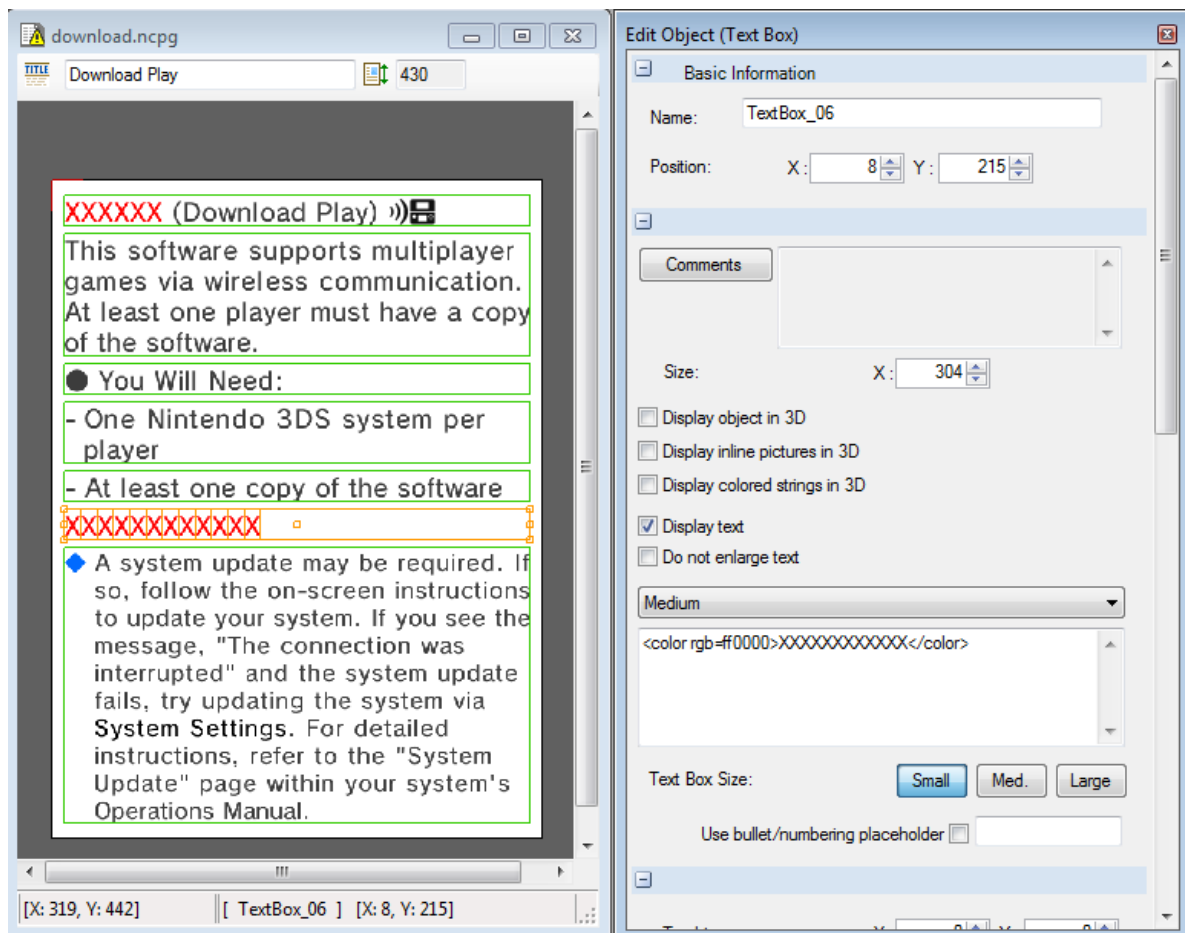 download.ncpg
TITLE
Download Play
430
XXXXXX (Download Play)
This software supports multiplayer
games via wireless communication.
At least one player must have a copy
of the software.
● You Will Need:
- One Nintendo 3DS system per
player
- At least one copy of the software
XXXXXXXXXXXX
◆ A system update may be required. If
so, follow the on-screen instructions
to update your system. If you see the
message, "The connection was
interrupted" and the system update
fails, try updating the system via
System Settings. For detailed
instructions, refer to the "System
Update" page within your system's
Operations Manual.
[X: 319, Y: 442] [ TextBox_06 ] [X: 8, Y: 215]
Edit Object (Text Box)
Basic Information
Name: TextBox_06
Position: X : 8 Y : 215
Comments
Size: X : 304
Display object in 3D
Display inline pictures in 3D
Display colored strings in 3D
Display text
Do not enlarge text
Medium
<color rgb=ff0000>XXXXXXXXXXXX</color>
Text Box Size: Small Med. Large
Use bullet/numbering placeholder